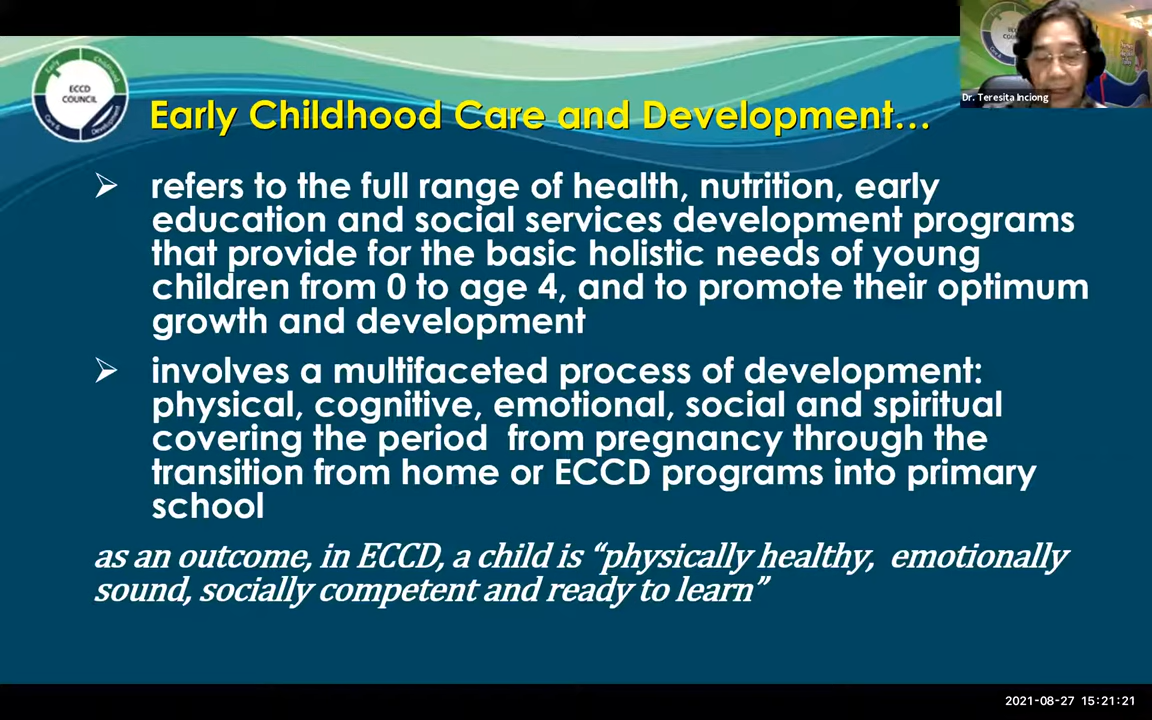 Early Childhood
ECCD
COUNCIL
Care & Development
Dr. Teresita Inciong
Early Childhood Care and Development...
➢ refers to the full range of health, nutrition, early
education and social services development programs
that provide for the basic holistic needs of young
children from 0 to age 4, and to promote their optimum
growth and development
➢ involves a multifaceted process of development:
physical, cognitive, emotional, social and spiritual
covering the period from pregnancy through the
transition from home or ECCD programs into primary
school
as an outcome, in ECCD, a child is “physically healthy, emotionally
sound, socially competent and ready to learn”
2021-08-27 15:21:21